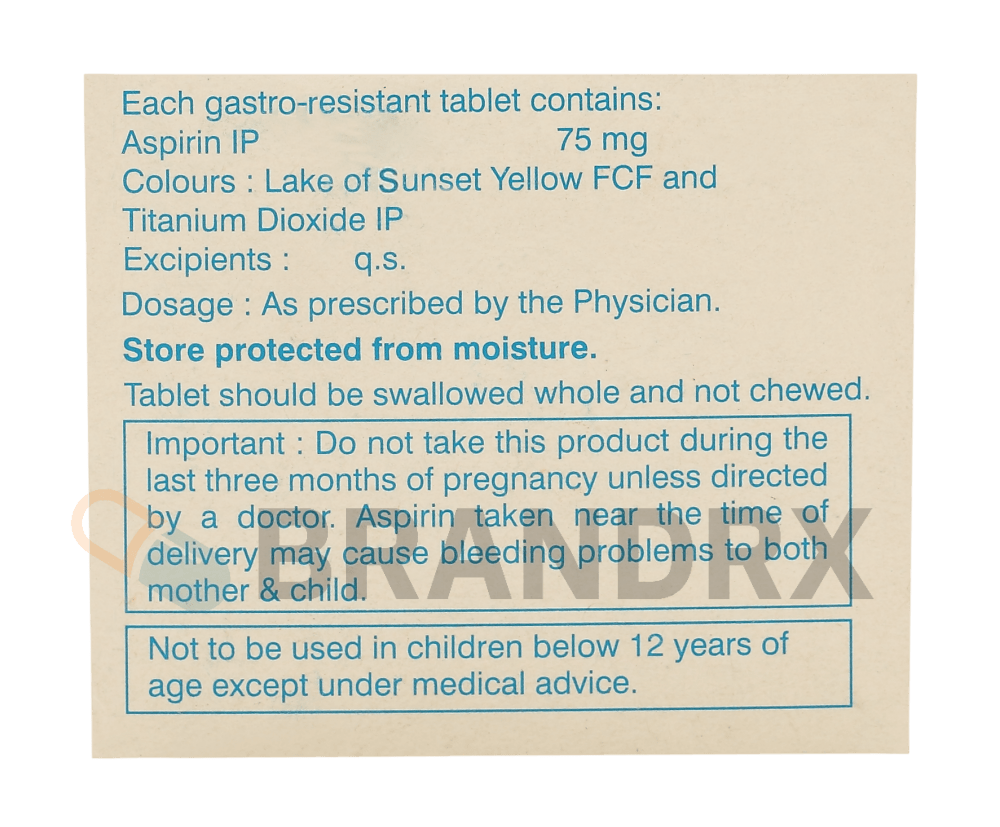 Each gastro-resistant tablet contains:
Aspirin IP 75 mg
Colours : Lake of Sunset Yellow FCF and
Titanium Dioxide IP
Excipients : q.s.
Dosage : As prescribed by the Physician.
Store protected from moisture.
Tablet should be swallowed whole and not chewed.
Important : Do not take this product during the
last three months of pregnancy unless directed
by a doctor. Aspirin taken near the time of
delivery may cause bleeding problems to both
mother & child.
BRANDRX
Not to be used in children below 12 years of
age except under medical advice.